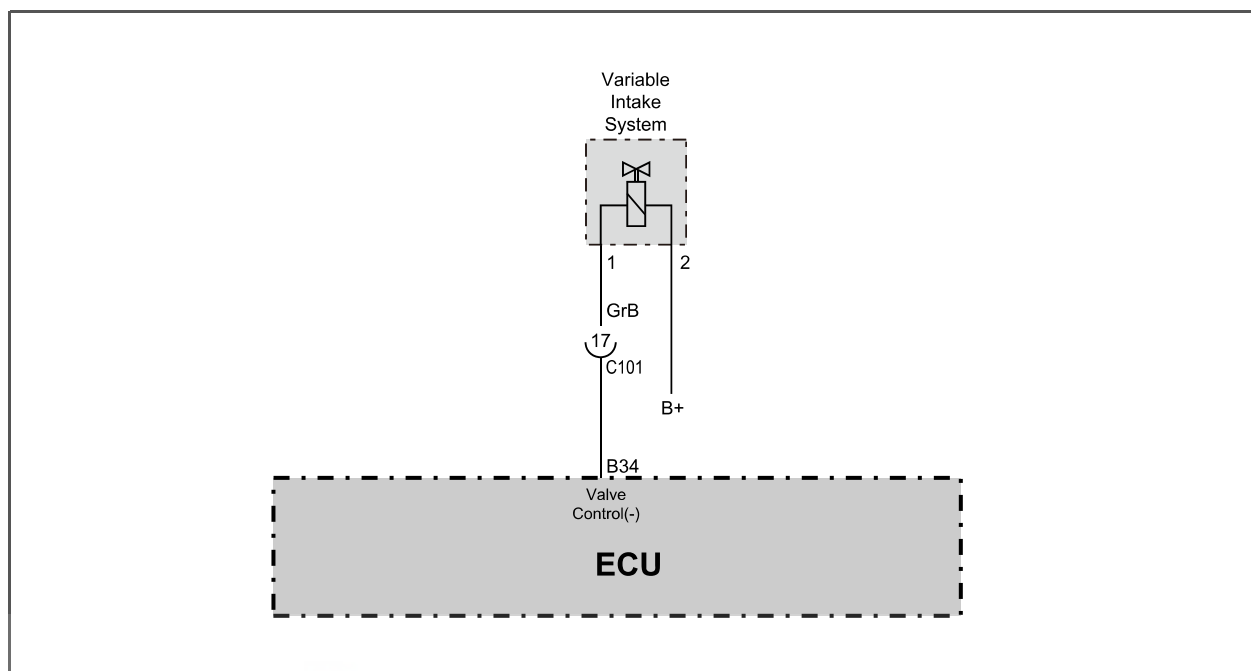 Variable
Intake
System
1
2
GrB
17
C101
B+
B34
Valve
Control(-)
ECU